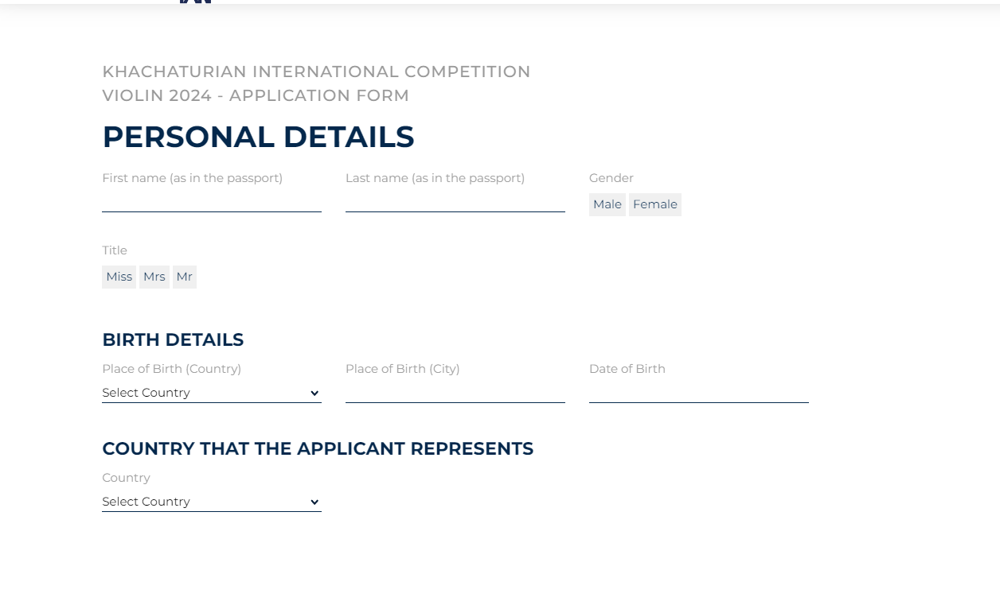 KHACHATURIAN INTERNATIONAL COMPETITION
VIOLIN 2024 - APPLICATION FORM
PERSONAL DETAILS
First name (as in the passport) Last name (as in the passport) Gender
Male Female
Title
Miss Mrs Mr
BIRTH DETAILS
Place of Birth (Country) Place of Birth (City) Date of Birth
Select Country
COUNTRY THAT THE APPLICANT REPRESENTS
Country
Select Country